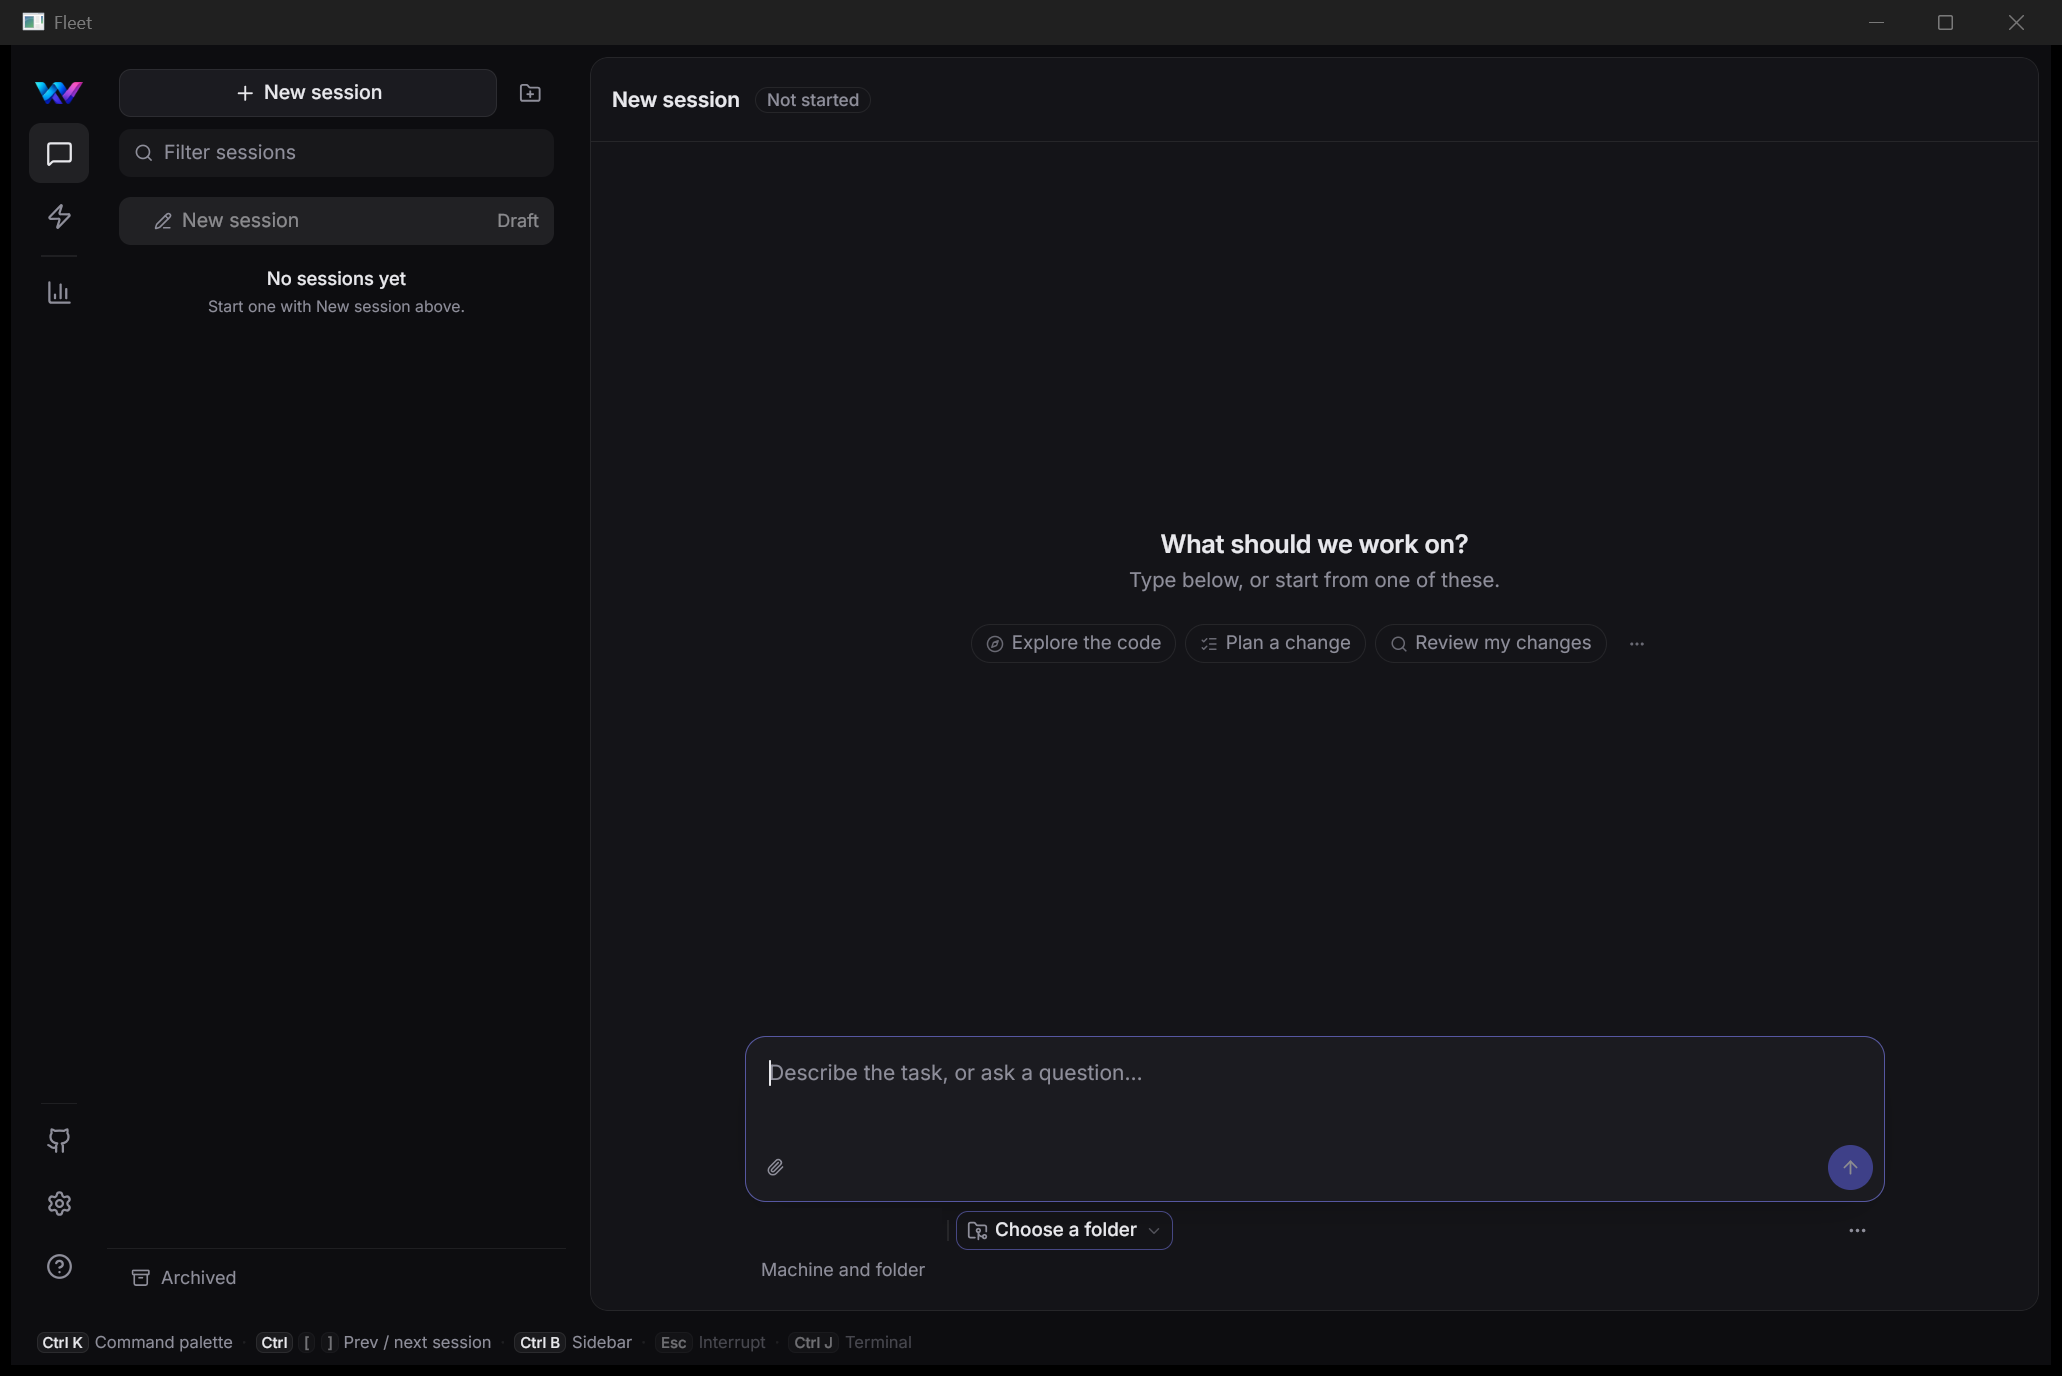 Fleet
New session
Filter sessions
New session Draft
No sessions yet
Start one with New session above.
Archived
New session Not started
What should we work on?
Type below, or start from one of these.
Explore the code Plan a change Review my changes ...
Describe the task, or ask a question...
Choose a folder ...
Machine and folder
Ctrl K Command palette · Ctrl [ ] Prev / next session · Ctrl B Sidebar · Esc Interrupt · Ctrl J Terminal